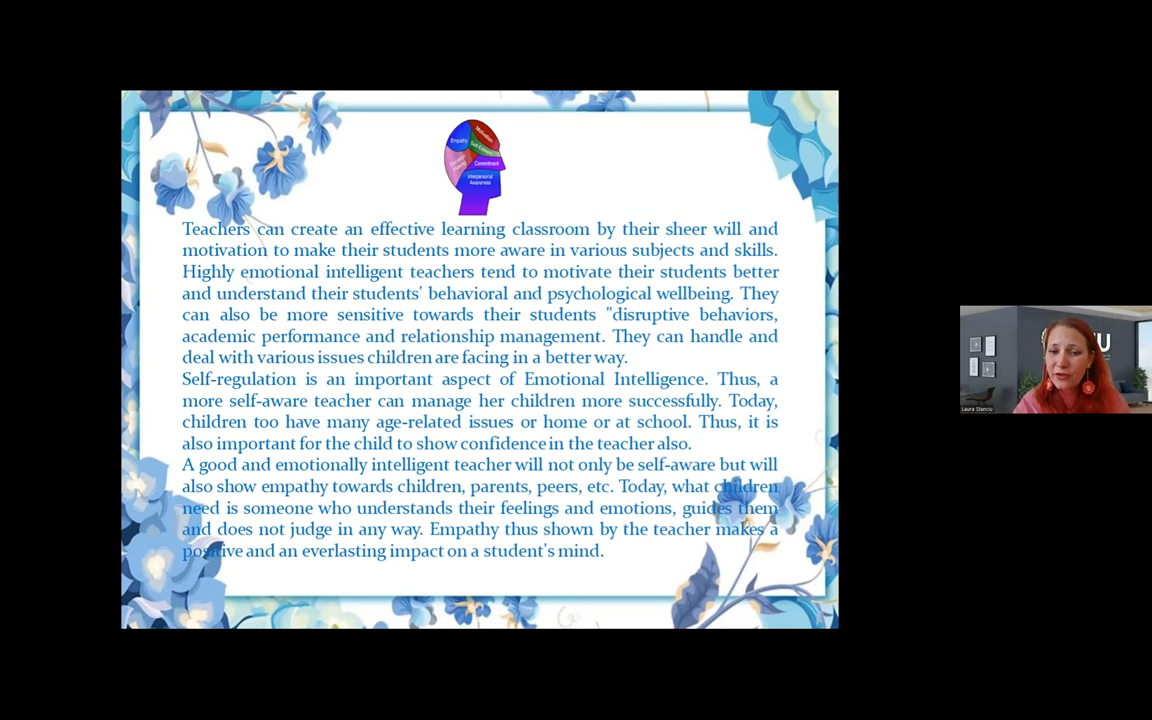 Motivation
Empathy
Commitment
Interpersonal
Awareness
Teachers can create an effective learning classroom by their sheer will and
motivation to make their students more aware in various subjects and skills.
Highly emotional intelligent teachers tend to motivate their students better
and understand their students' behavioral and psychological wellbeing. They
can also be more sensitive towards their students "disruptive behaviors,
academic performance and relationship management. They can handle and
deal with various issues children are facing in a better way.
Self-regulation is an important aspect of Emotional Intelligence. Thus, a
more self-aware teacher can manage her children more successfully. Today,
children too have many age-related issues or home or at school. Thus, it is
also important for the child to show confidence in the teacher also.
A good and emotionally intelligent teacher will not only be self-aware but will
also show empathy towards children, parents, peers, etc. Today, what children
need is someone who understands their feelings and emotions, guides them
and does not judge in any way. Empathy thus shown by the teacher makes a
positive and an everlasting impact on a student's mind.
Laura Stanciu